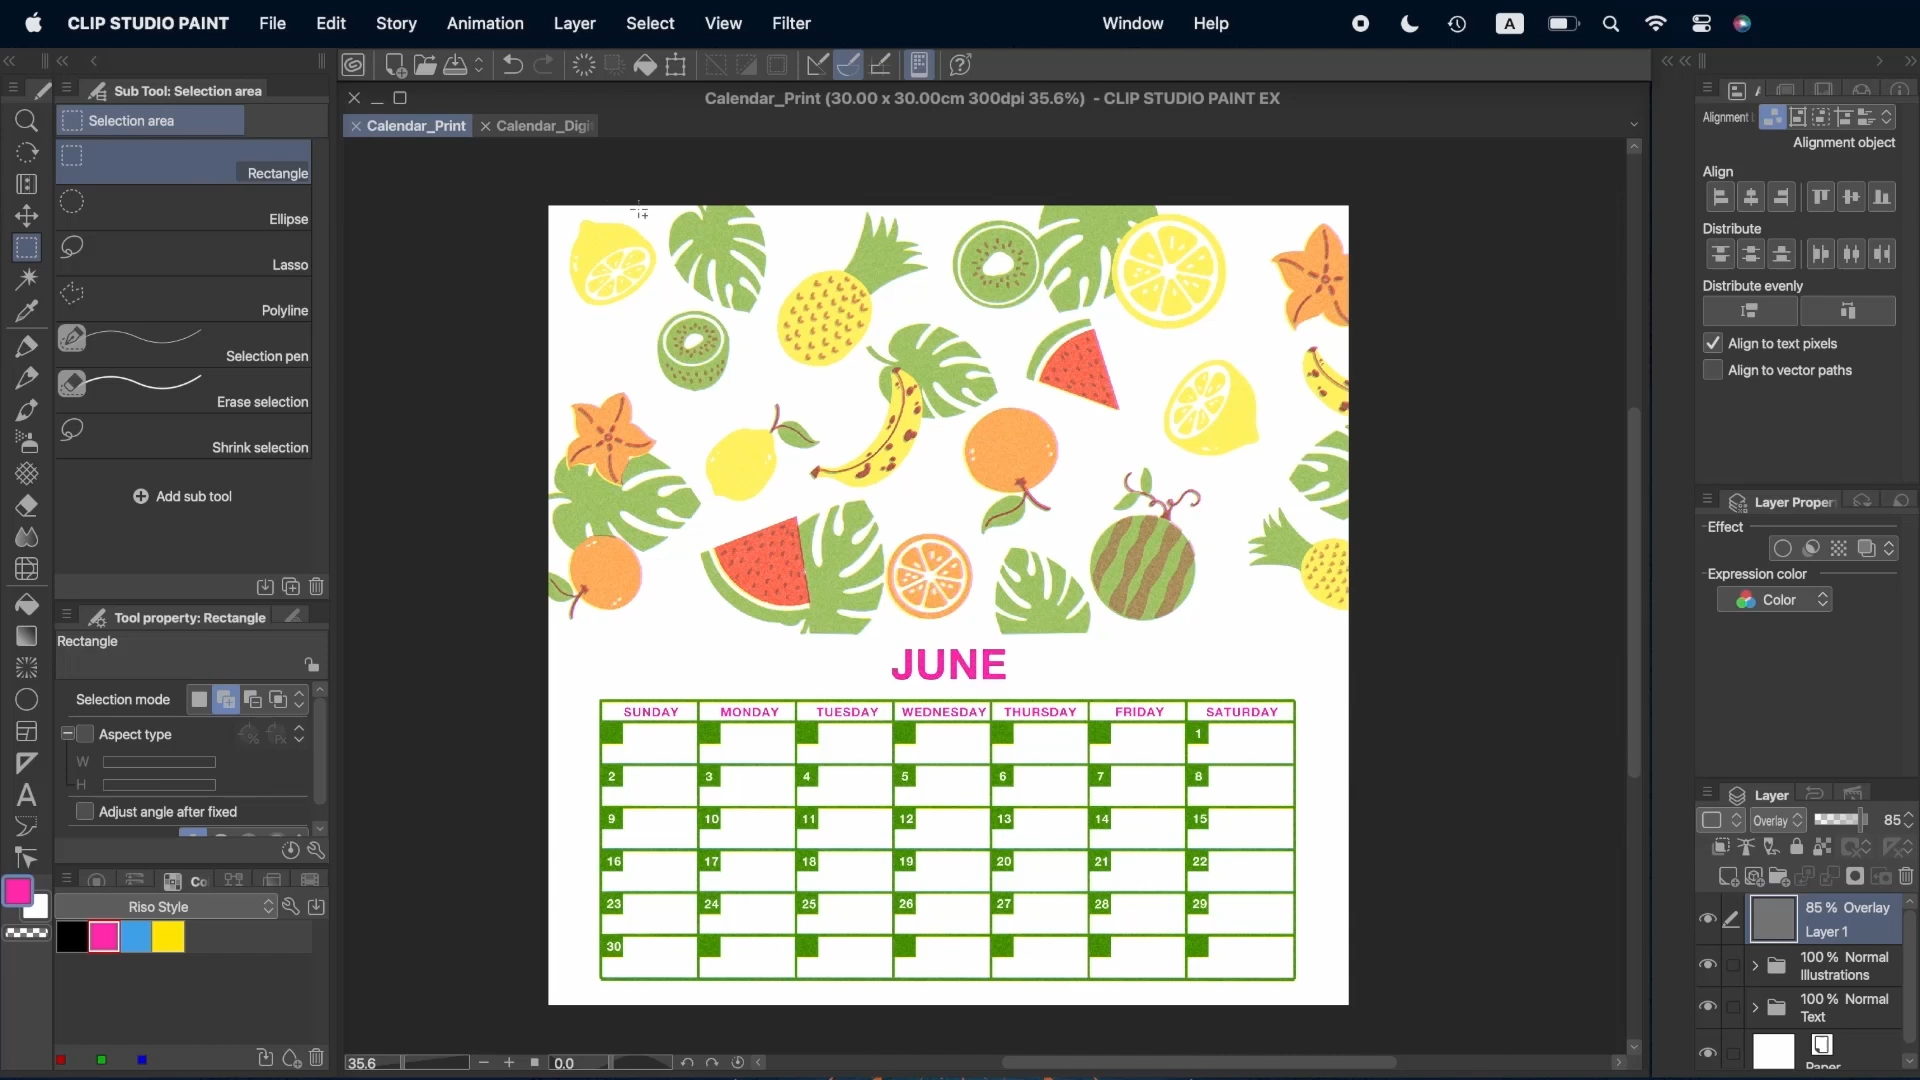 CLIP STUDIO PAINT File Edit Story Animation Layer Select View Filter Window Help A
Sub Tool: Selection area
Selection area
Rectangle
Ellipse
Lasso
Polyline
Selection pen
Erase selection
Shrink selection
Add sub tool
Tool property: Rectangle
Rectangle
Selection mode
Aspect type
W
H
Adjust angle after fixed
Co
Riso Style
Calendar_Print (30.00 x 30.00cm 300dpi 35.6%) - CLIP STUDIO PAINT EX
Calendar_Print Calendar_Digi
JUNE
SUNDAY MONDAY TUESDAY WEDNESDAY THURSDAY FRIDAY SATURDAY
1
2 3 4 5 6 7 8
9 10 11 12 13 14 15
16 17 18 19 20 21 22
23 24 25 26 27 28 29
30
35.6 0.0
Alignment
Alignment object
Align
Distribute
Distribute evenly
Align to text pixels
Align to vector paths
Layer Proper
Effect
Expression color
Color
Layer
Overlay 85
85 % Overlay
Layer 1
100 % Normal
Illustrations
100 % Normal
Text
Paper